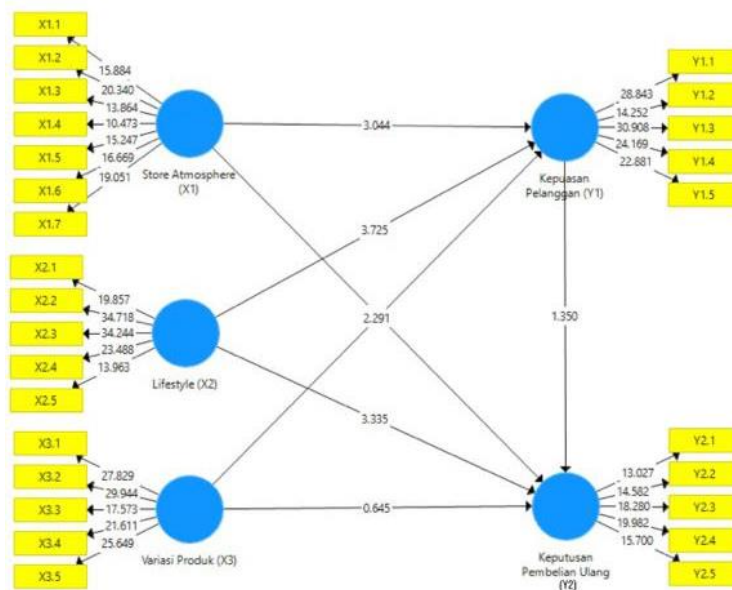 X1.1
X1.2
X1.3
X1.4
X1.5
X1.6
X1.7
15.884
20.340
13.864
10.473
15.247
16.669
19.051
Store Atmosphere
(X1)
3.044
Kepuasan
Pelanggan (Y1)
28.843
14.252
30.908
24.169
22.881
Y1.1
Y1.2
Y1.3
Y1.4
Y1.5
3.725
2.291
1.350
X2.1
X2.2
X2.3
X2.4
X2.5
19.857
34.718
34.244
23.488
13.963
Lifestyle (X2)
3.335
X3.1
X3.2
X3.3
X3.4
X3.5
27.829
29.944
17.573
21.611
25.649
Variasi Produk (X3)
0.645
Keputusan
Pembelian Ulang
(Y2)
13.027
14.582
18.280
19.982
15.700
Y2.1
Y2.2
Y2.3
Y2.4
Y2.5